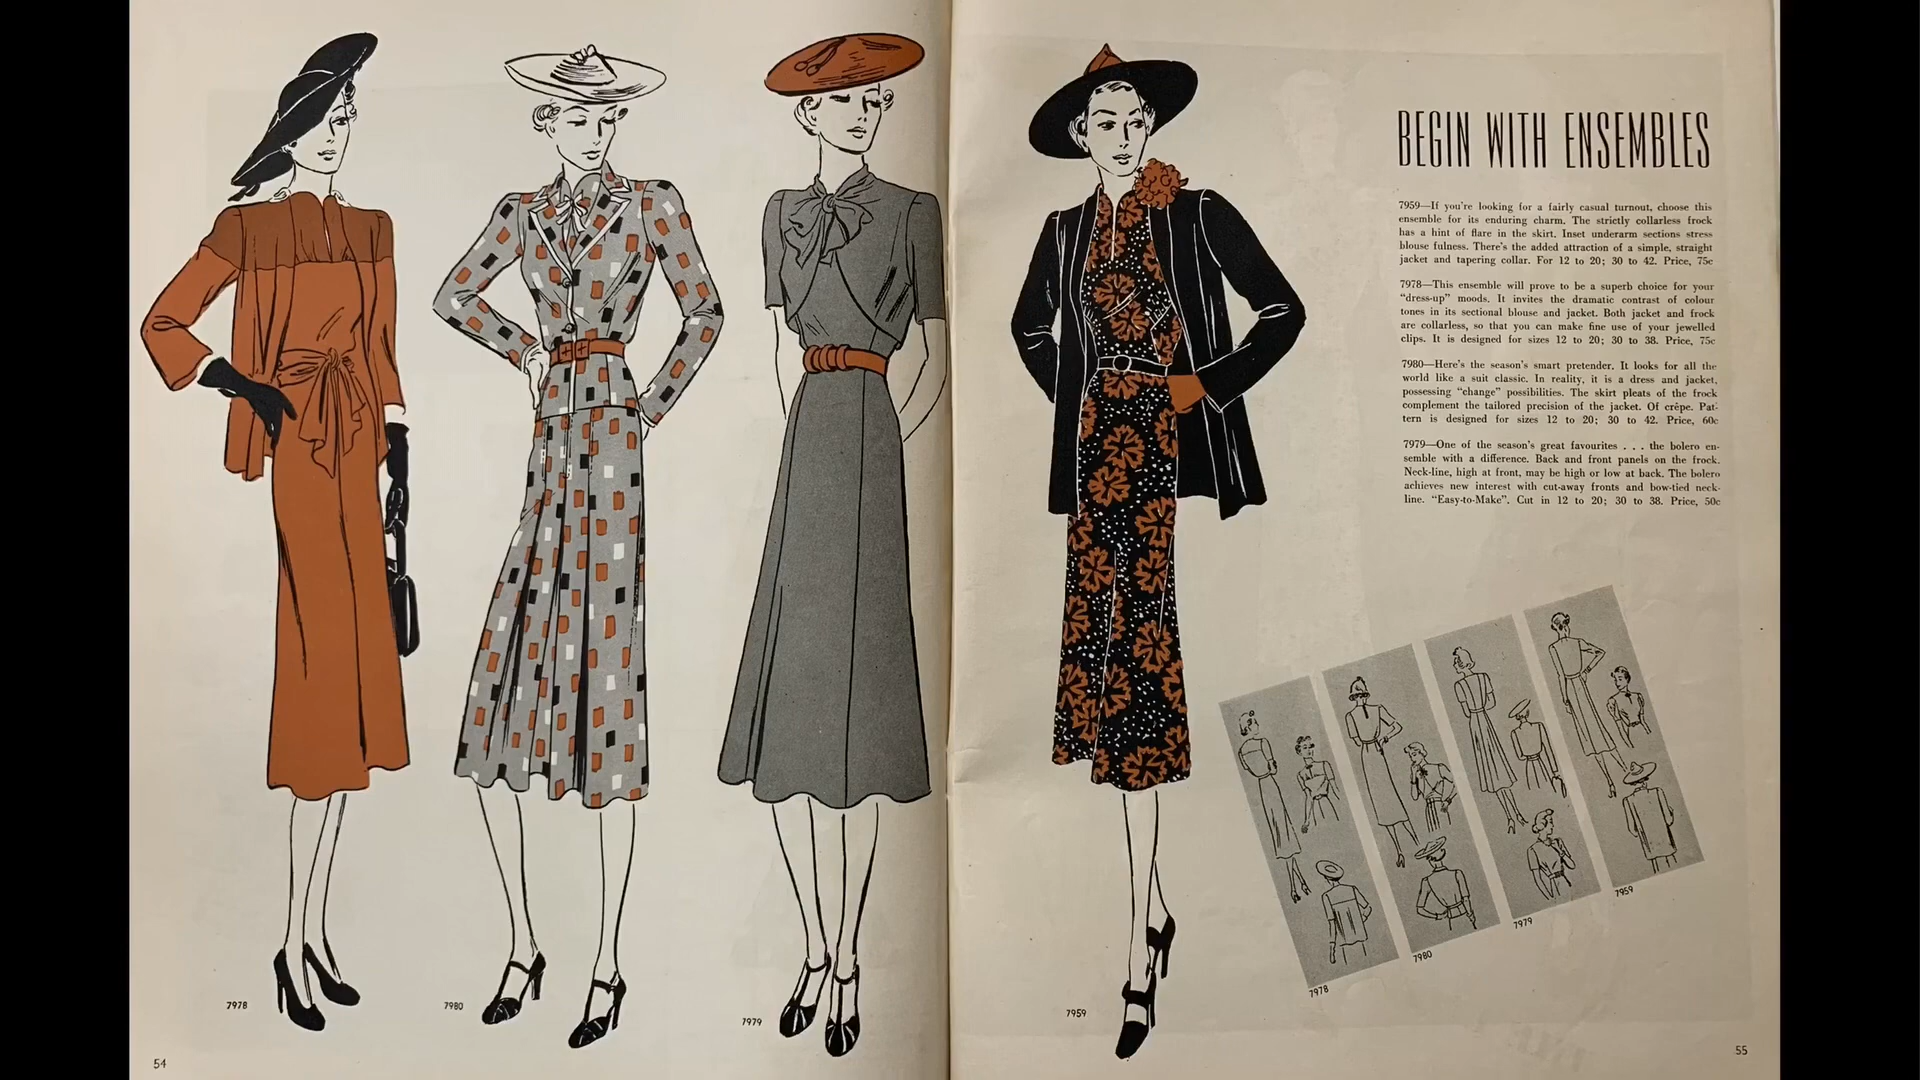 7978
7980
7979
54
BEGIN WITH ENSEMBLES
7959—If you're looking for a fairly casual turnout, choose this
ensemble for its enduring charm. The strictly collarless frock
has a hint of flare in the skirt. Inset underarm sections stress
blouse fulness. There's the added attraction of a simple, straight
jacket and tapering collar. For 12 to 20; 30 to 42. Price, 75c
7978—This ensemble will prove to be a superb choice for your
“dress-up” moods. It invites the dramatic contrast of colour
tones in its sectional blouse and jacket. Both jacket and frock
are collarless, so that you can make fine use of your jewelled
clips. It is designed for sizes 12 to 20; 30 to 38. Price, 75c
7980—Here's the season's smart pretender. It looks for all the
world like a suit classic. In reality, it is a dress and jacket,
possessing “change” possibilities. The skirt pleats of the frock
complement the tailored precision of the jacket. Of crêpe. Pat-
tern is designed for sizes 12 to 20; 30 to 42. Price, 60c
7979—One of the season's great favourites . . . the bolero en-
semble with a difference. Back and front panels on the frock.
Neck-line, high at front, may be high or low at back. The bolero
achieves new interest with cut-away fronts and bow-tied neck-
line. “Easy-to-Make”. Cut in 12 to 20; 30 to 38. Price, 50c
7959
7978
7980
7979
7959
55